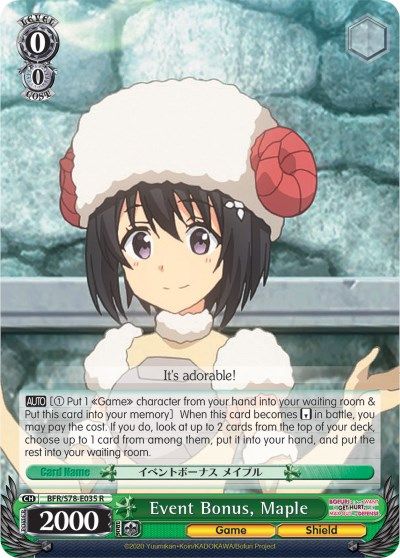 LEVEL
0
0
COST
It's adorable!
AUTO [① Put 1 «Game» character from your hand into your waiting room &
Put this card into your memory] When this card becomes in battle, you
may pay the cost. If you do, look at up to 2 cards from the top of your deck,
choose up to 1 card from among them, put it into your hand, and put the
rest into your waiting room.
Card Name イベントボーナス メイプル
CH BFR/S78-E035 R
POWER 2000 SOUL Event Bonus, Maple
Game Shield
©2020 Yuumikan・Koin/KADOKAWA/Bofuri Project